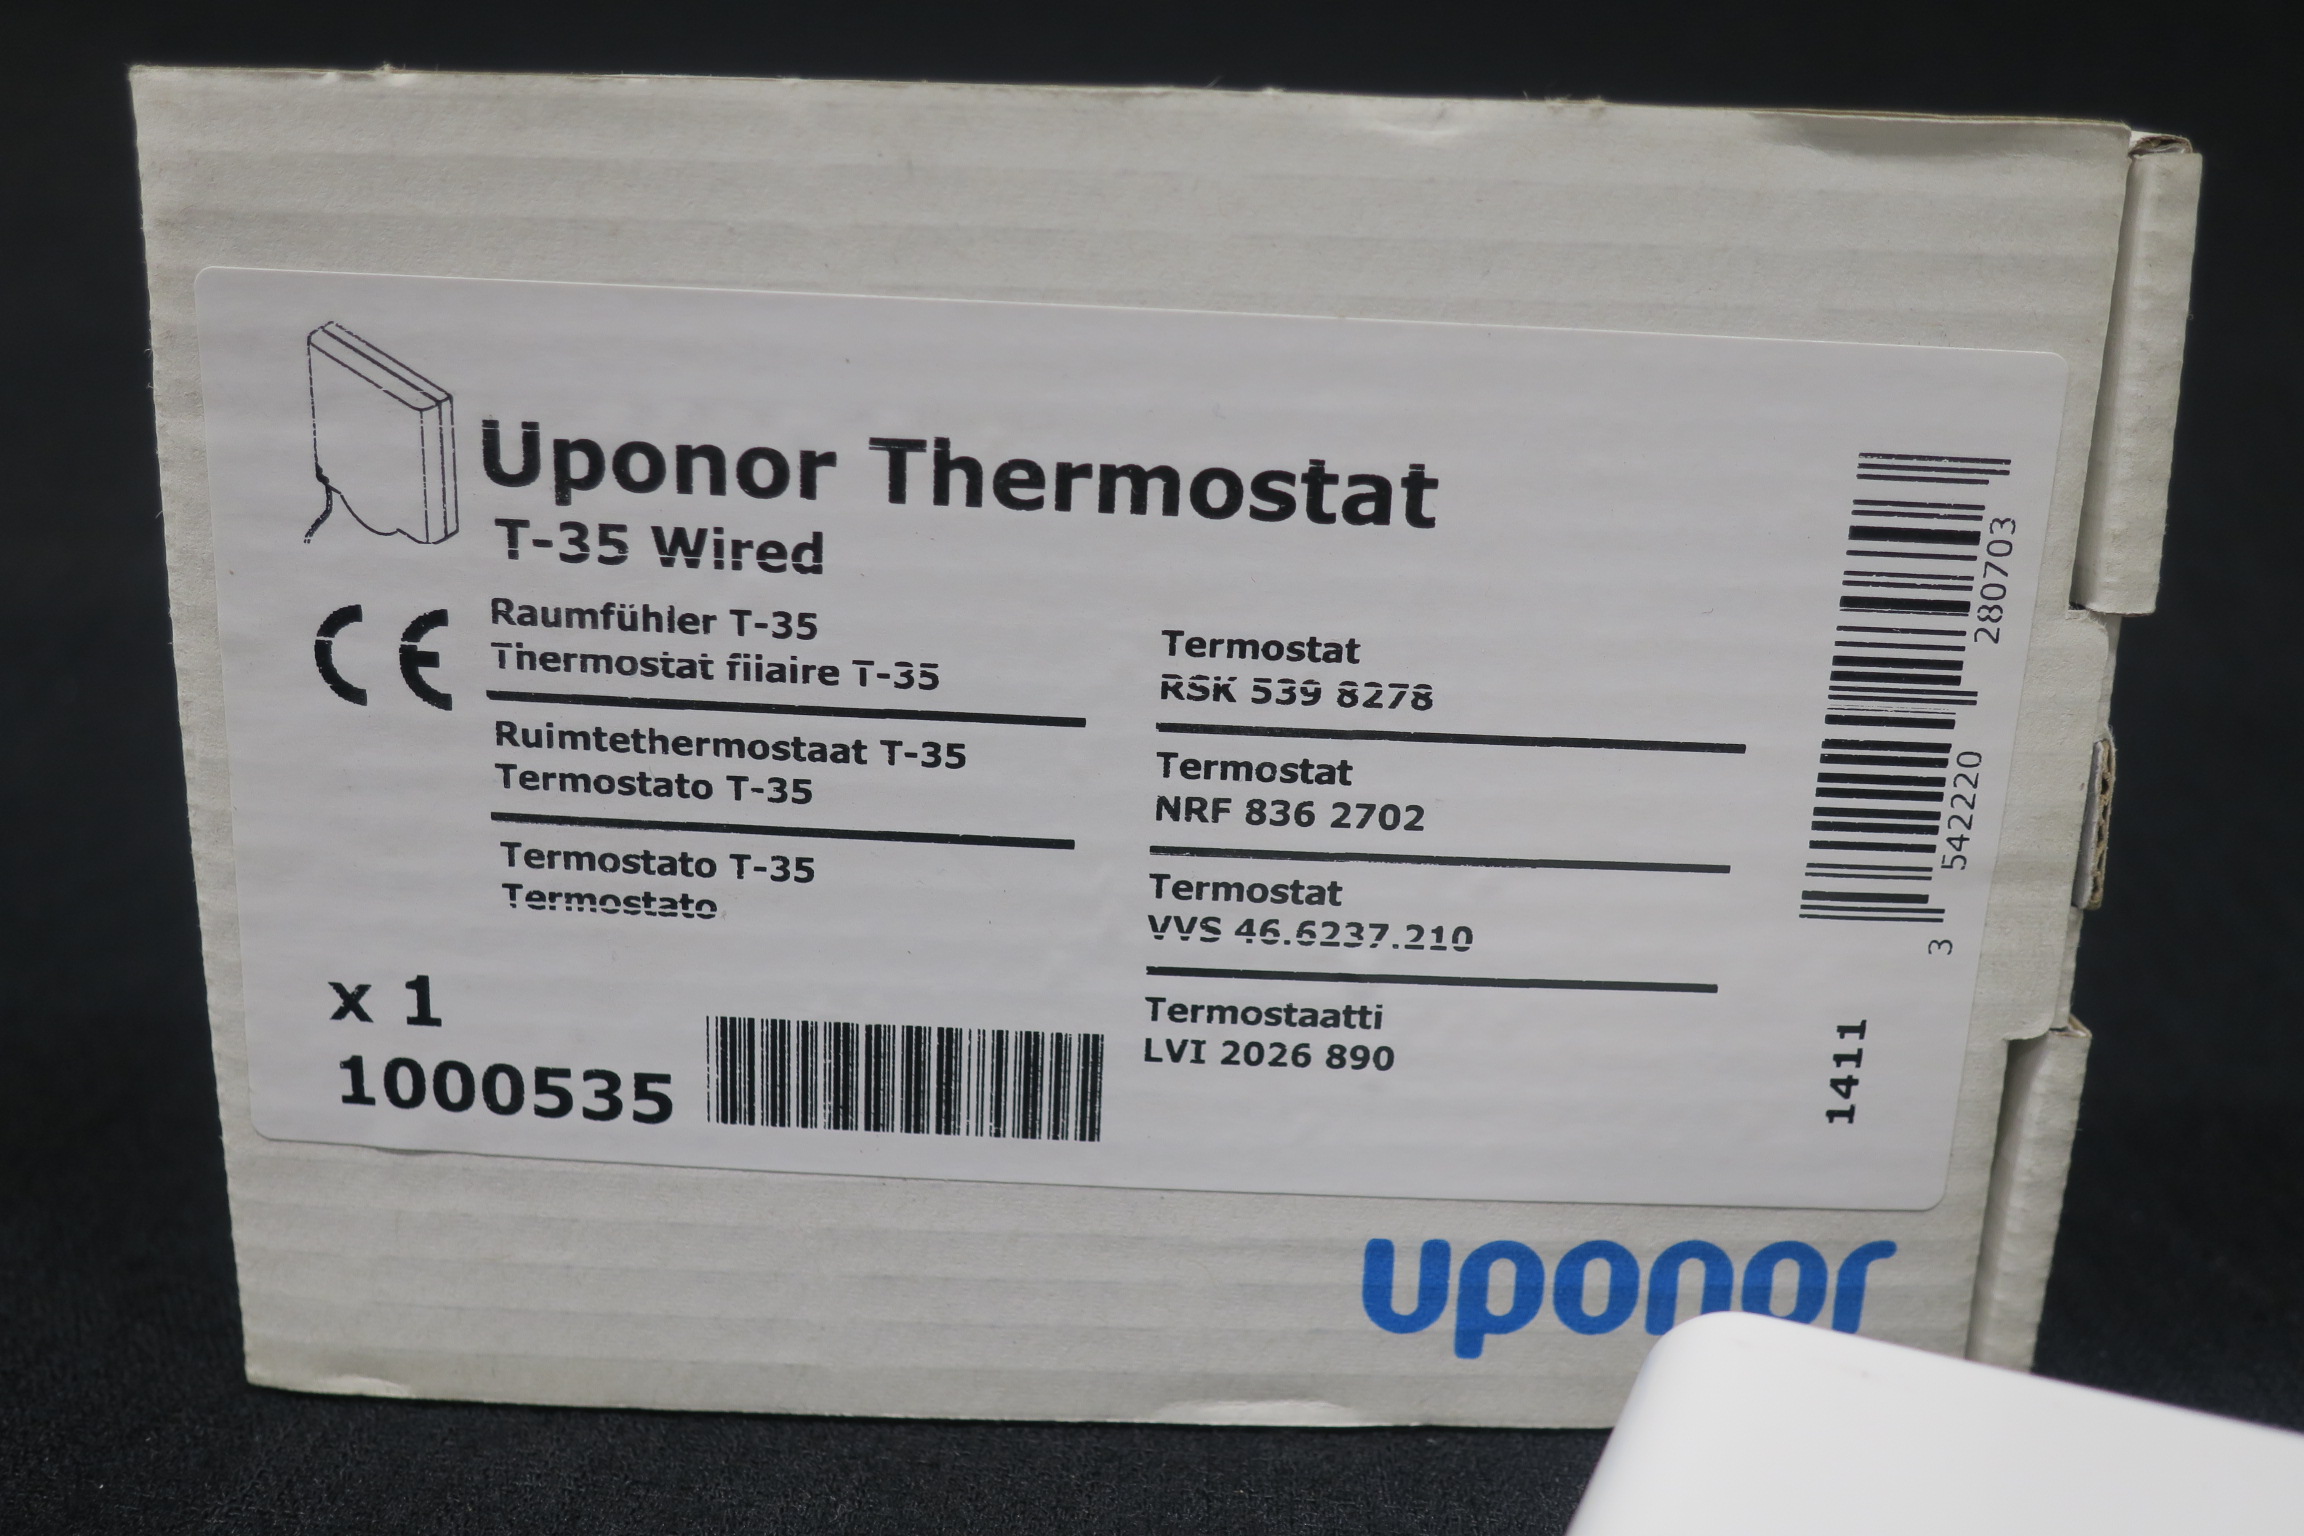 Uponor Thermostat
T-35 Wired
CE
Raumfühler T-35
Thermostat filaire T-35
Ruimtethermostaat T-35
Termostato T-35
Termostato T-35
Termostato
Termostat
RSK 539 8278
Termostat
NRF 836 2702
Termostat
VVS 46.6237.210
Termostaatti
LVI 2026 890
x 1
1000535
3 542220 280703
1411
uponor